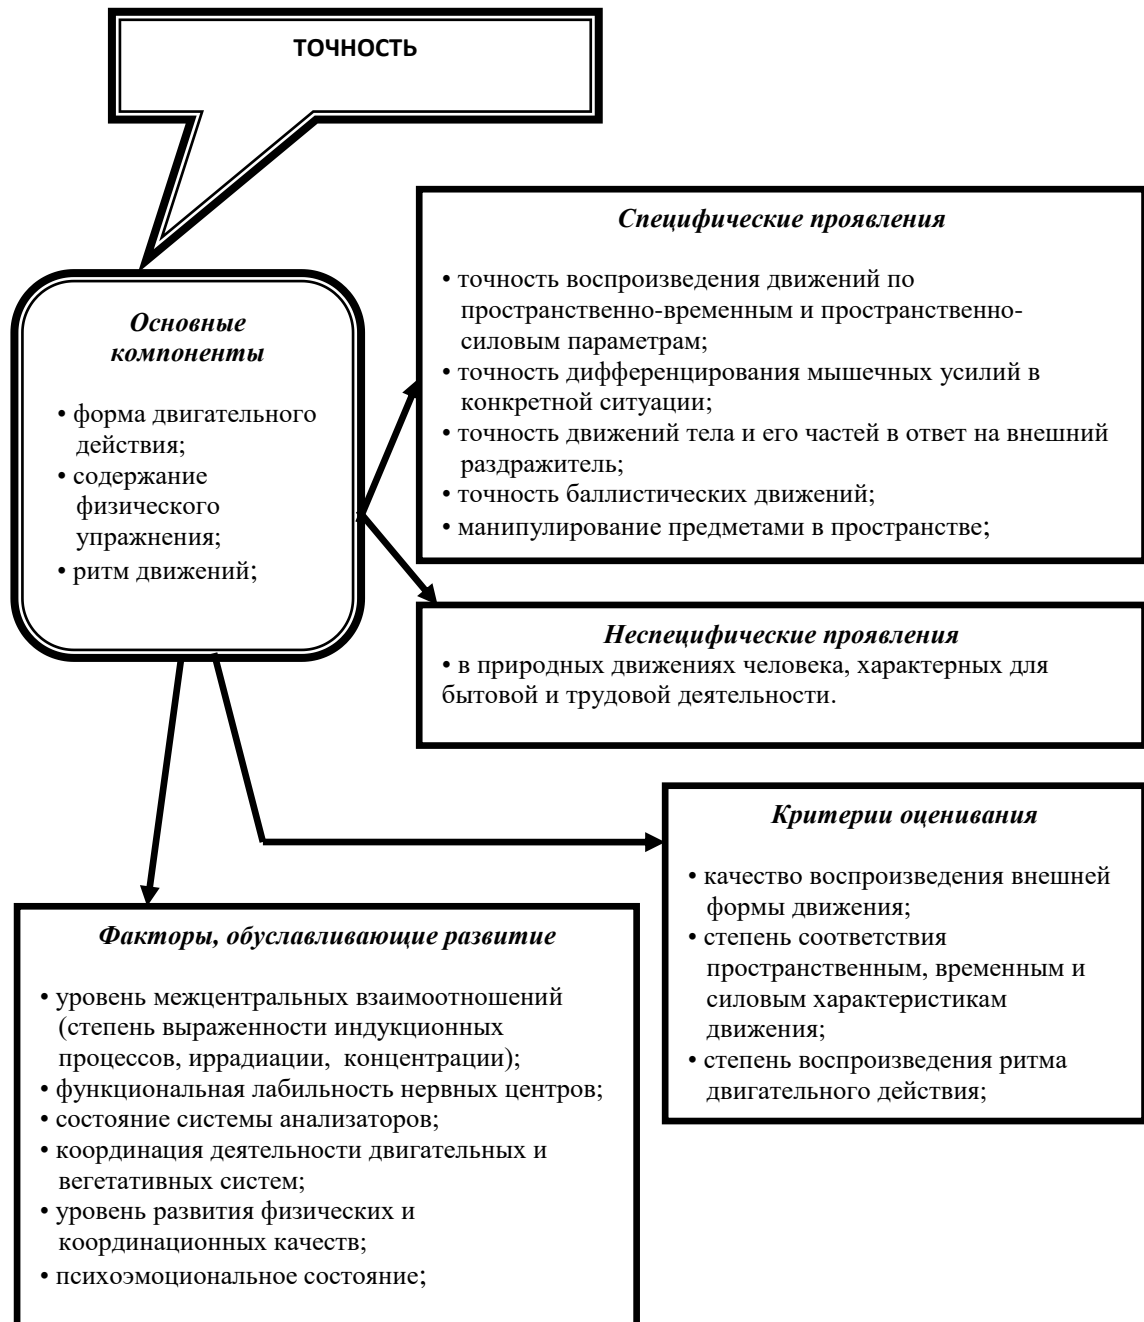 ТОЧНОСТЬ
Основные
компоненты
• форма двигательного
действия;
• содержание
физического
упражнения;
• ритм движений;
Специфические проявления
• точность воспроизведения движений по
пространственно-временным и пространственно-
силовым параметрам;
• точность дифференцирования мышечных усилий в
конкретной ситуации;
• точность движений тела и его частей в ответ на внешний
раздражитель;
• точность баллистических движений;
• манипулирование предметами в пространстве;
Неспецифические проявления
• в природных движениях человека, характерных для
бытовой и трудовой деятельности.
Критерии оценивания
• качество воспроизведения внешней
формы движения;
• степень соответствия
пространственным, временным и
силовым характеристикам
движения;
• степень воспроизведения ритма
двигательного действия;
Факторы, обуславливающие развитие
• уровень межцентральных взаимоотношений
(степень выраженности индукционных
процессов, иррадиации, концентрации);
• функциональная лабильность нервных центров;
• состояние системы анализаторов;
• координация деятельности двигательных и
вегетативных систем;
• уровень развития физических и
координационных качеств;
• психоэмоциональное состояние;